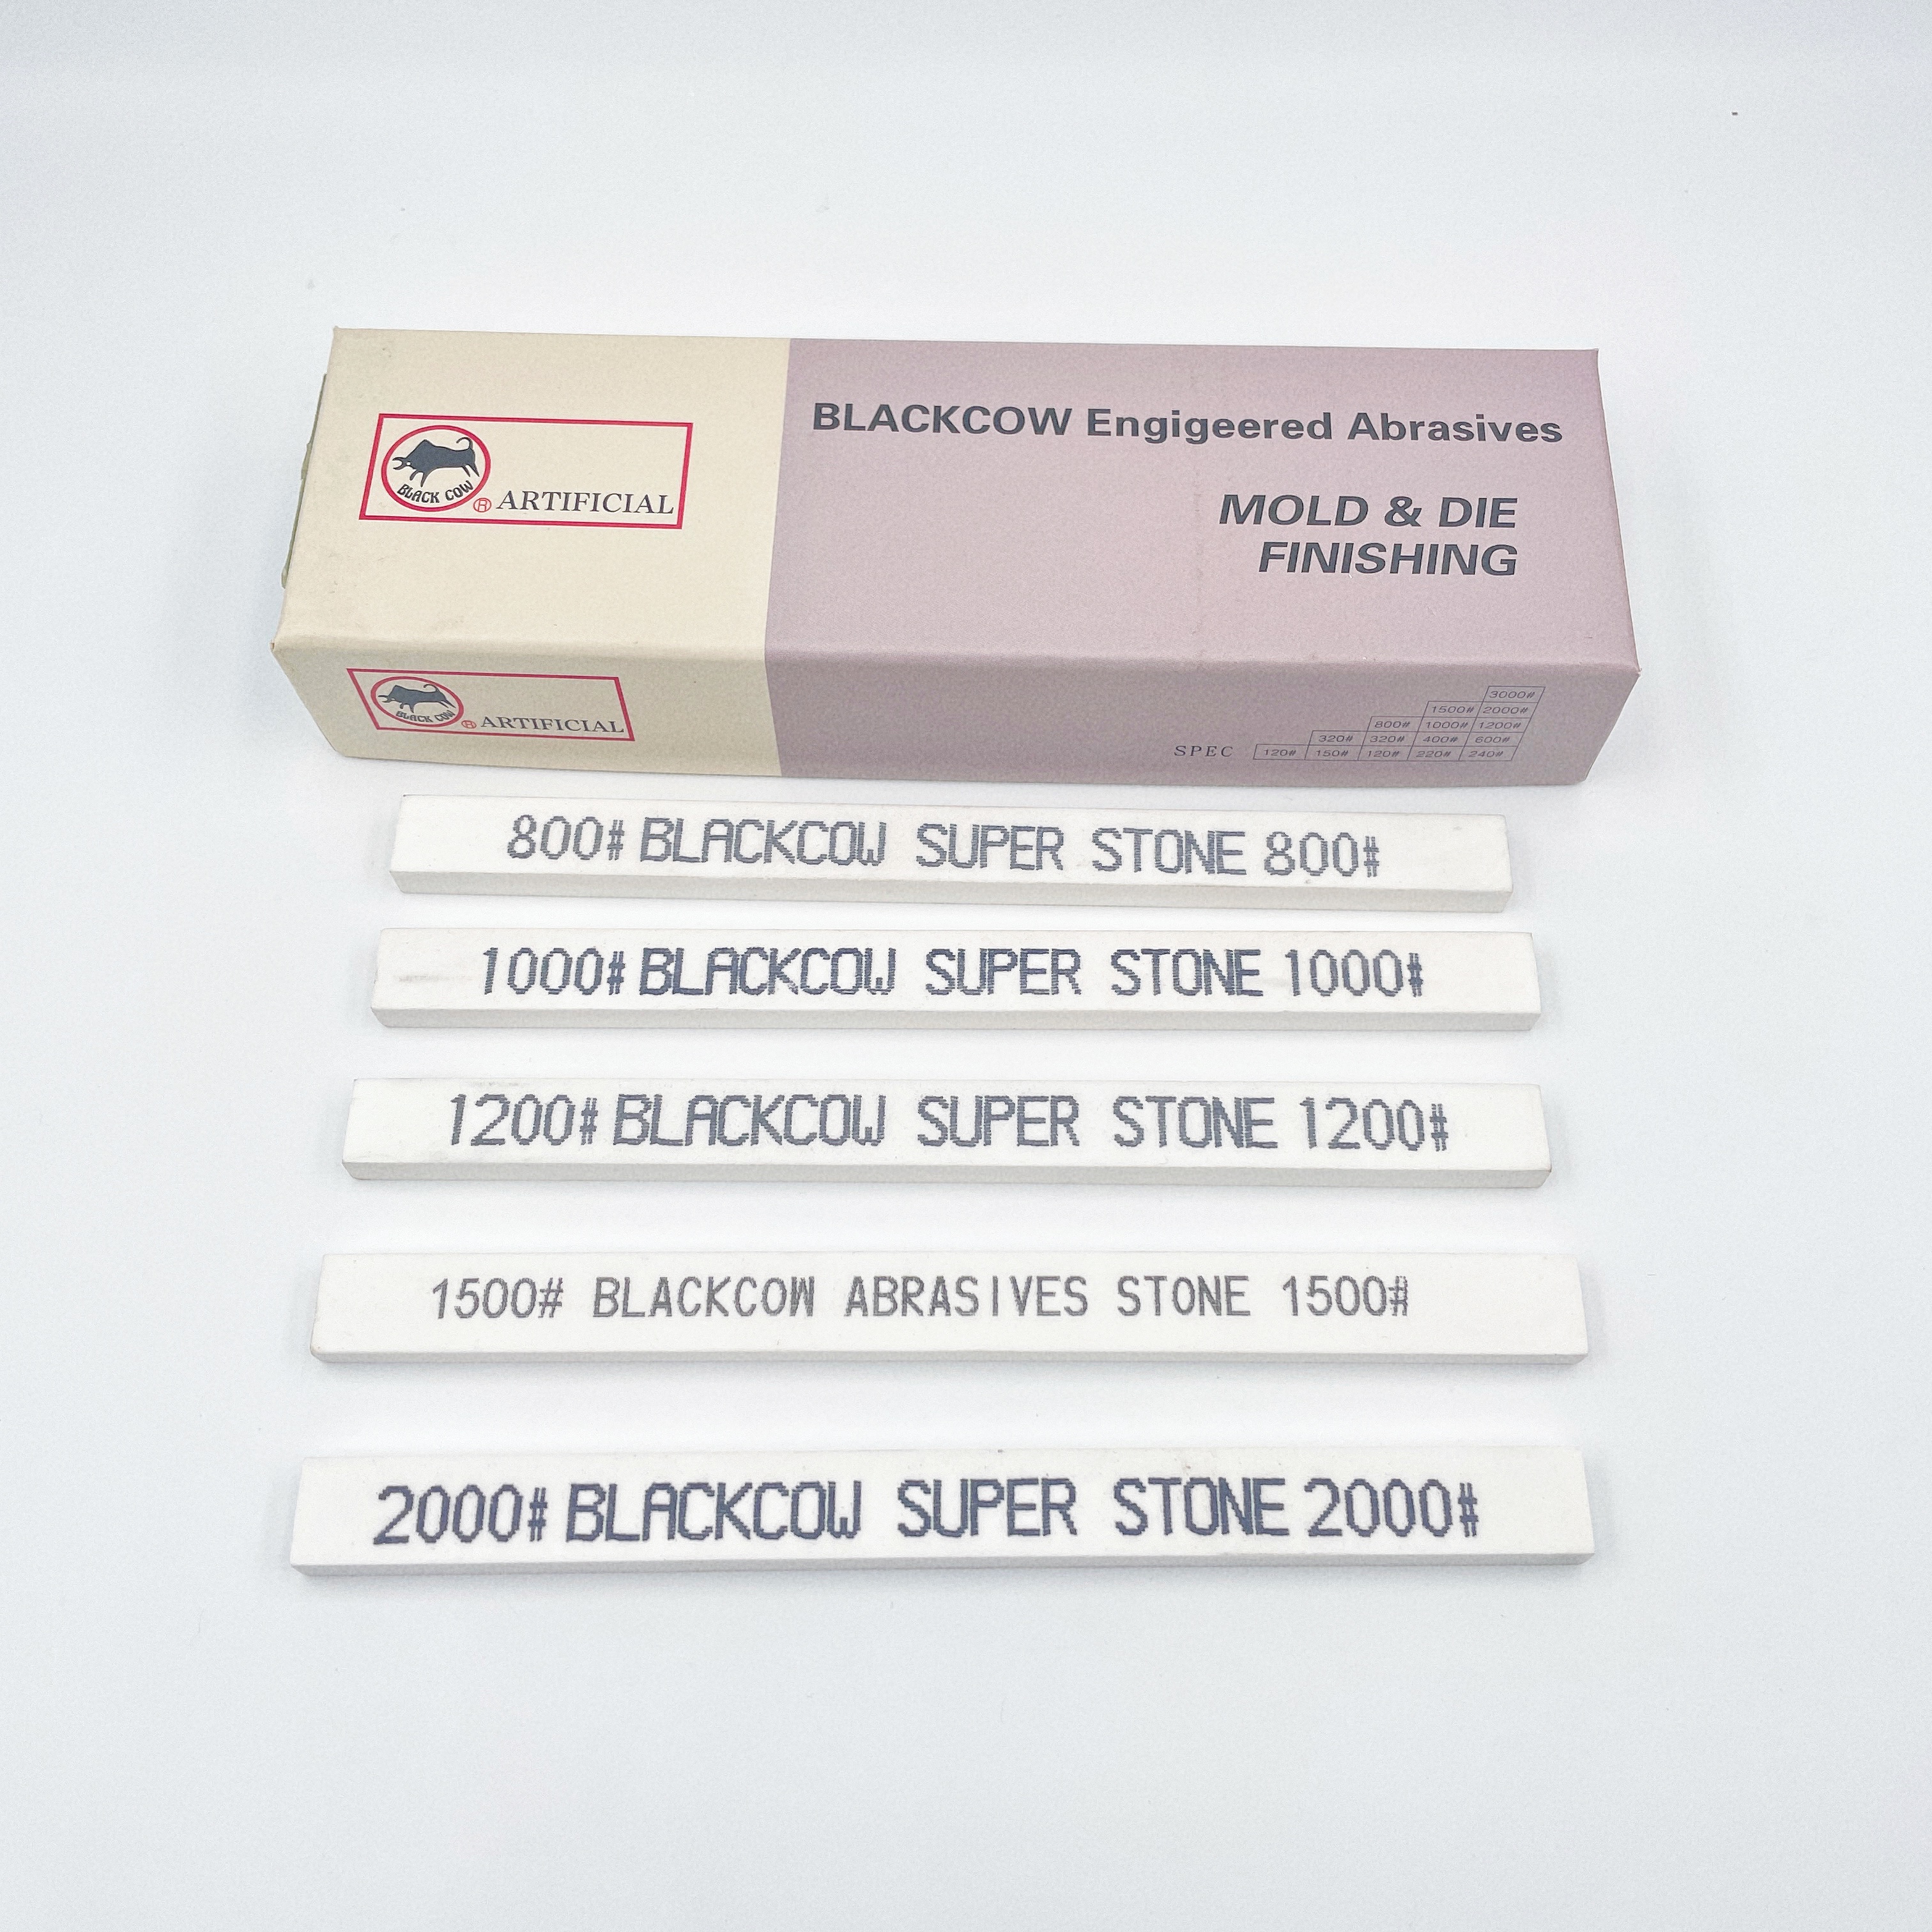 BLACKCOW Engigeered Abrasives
BLACK COW
® ARTIFICIAL
MOLD & DIE
FINISHING
BLACK COW
® ARTIFICIAL
3000#
1500# 2000#
800# 1000# 1200#
320# 320# 400# 600#
SPEC 120# 150# 120# 220# 240#
800# BLACKCOW SUPER STONE 800#
1000# BLACKCOW SUPER STONE 1000#
1200# BLACKCOW SUPER STONE 1200#
1500# BLACKCOW ABRASIVES STONE 1500#
2000# BLACKCOW SUPER STONE 2000#